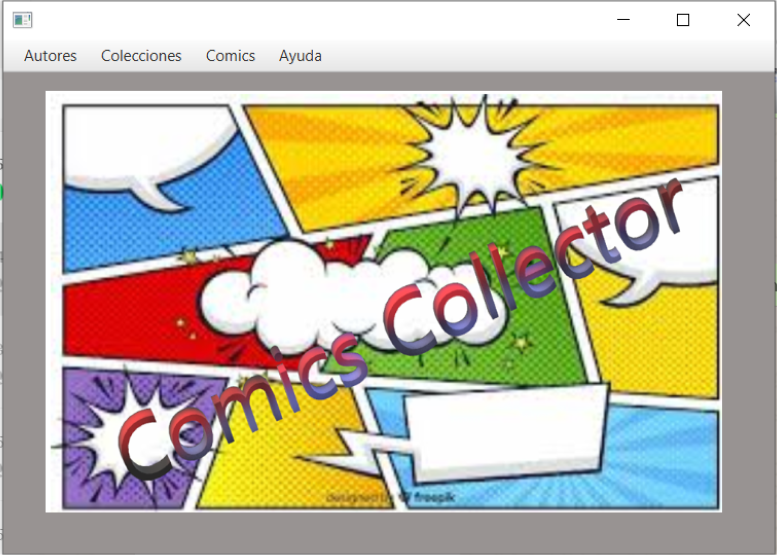 Autores Colecciones Comics Ayuda
Comics Collector
designed by freepik